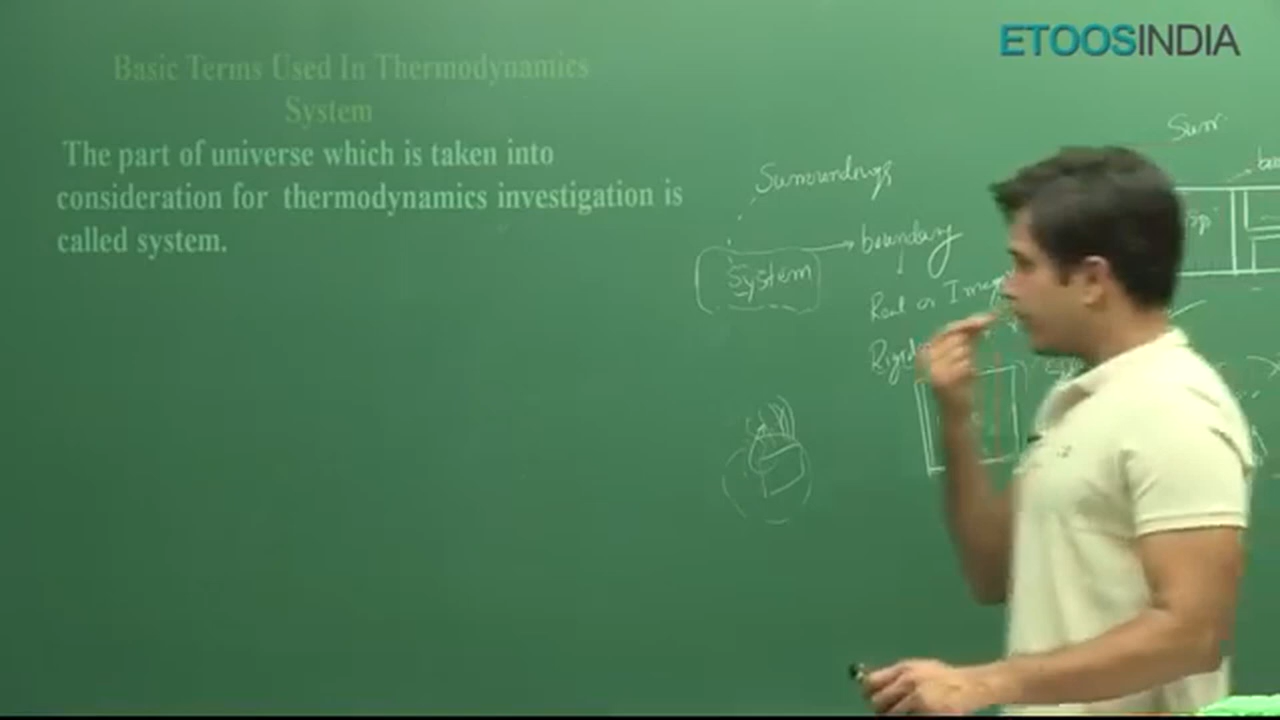 ETOOSINDIA
Basic Terms Used In Thermodynamics
System
The part of universe which is taken into
consideration for thermodynamics investigation is
called system.
Surr.
Surroundings
boundary
System
Real or